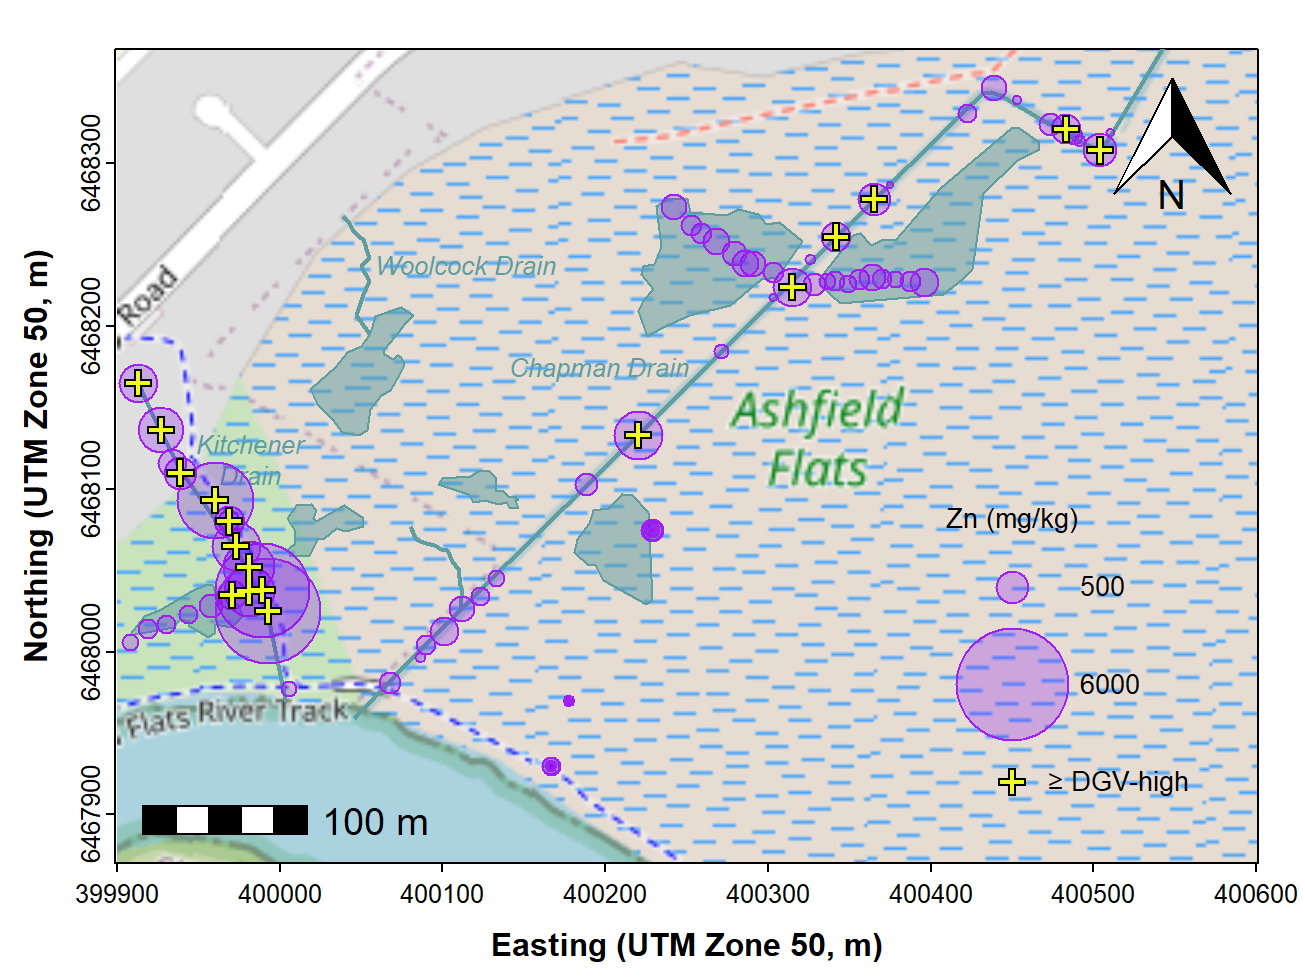 Road
Woolcock Drain
Chapman Drain
Kitchener
Drain
Ashfield
Flats
Zn (mg/kg)
500
6000
≥ DGV-high
N
Flats River Track
100 m
6468300
6468200
6468100
6468000
6467900
Northing (UTM Zone 50, m)
399900 400000 400100 400200 400300 400400 400500 400600
Easting (UTM Zone 50, m)